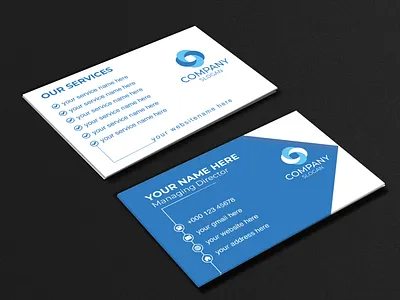 OUR SERVICES
your service name here
your service name here
your service name here
your service name here
your service name here
your service name here
COMPANY
SLOGAN
your websitename here
YOUR NAME HERE
Managing Director
+000 123 45678
your gmail here
your website here
your address here
COMPANY
SLOGAN